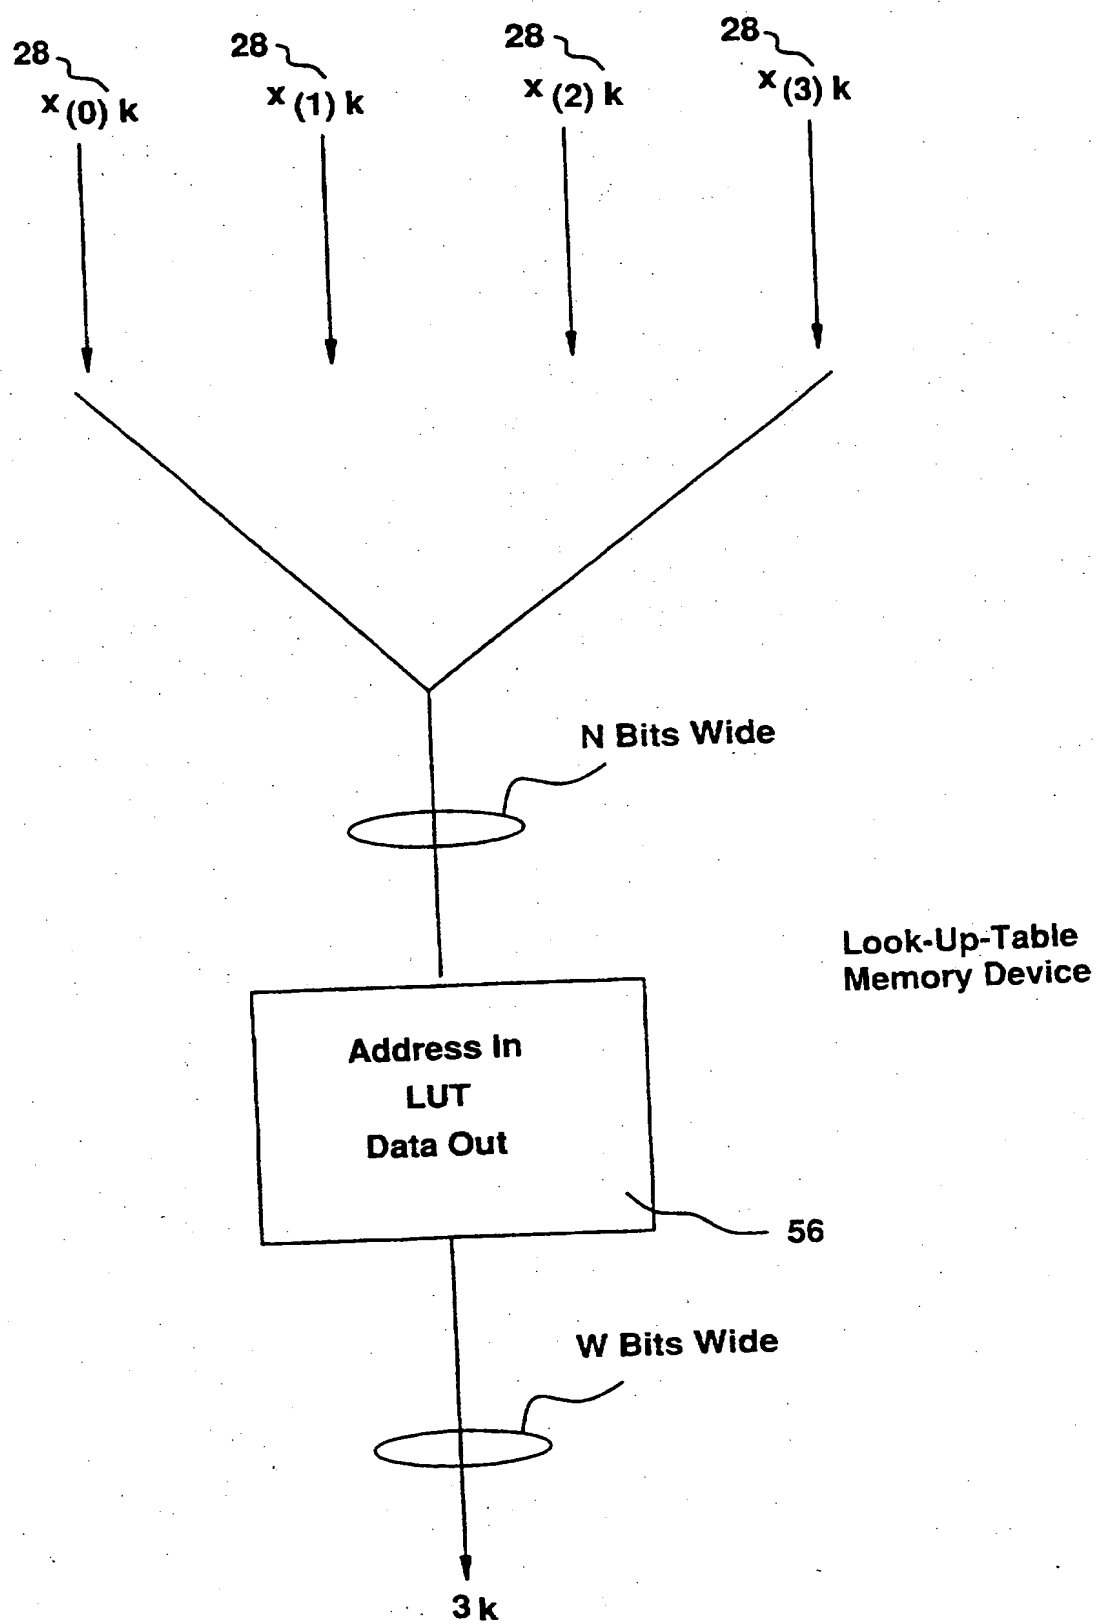 28 28 28 28
x (0) k x (1) k x (2) k x (3) k
N Bits Wide
Look-Up-Table
Memory Device
Address In
LUT
Data Out
56
W Bits Wide
3 k